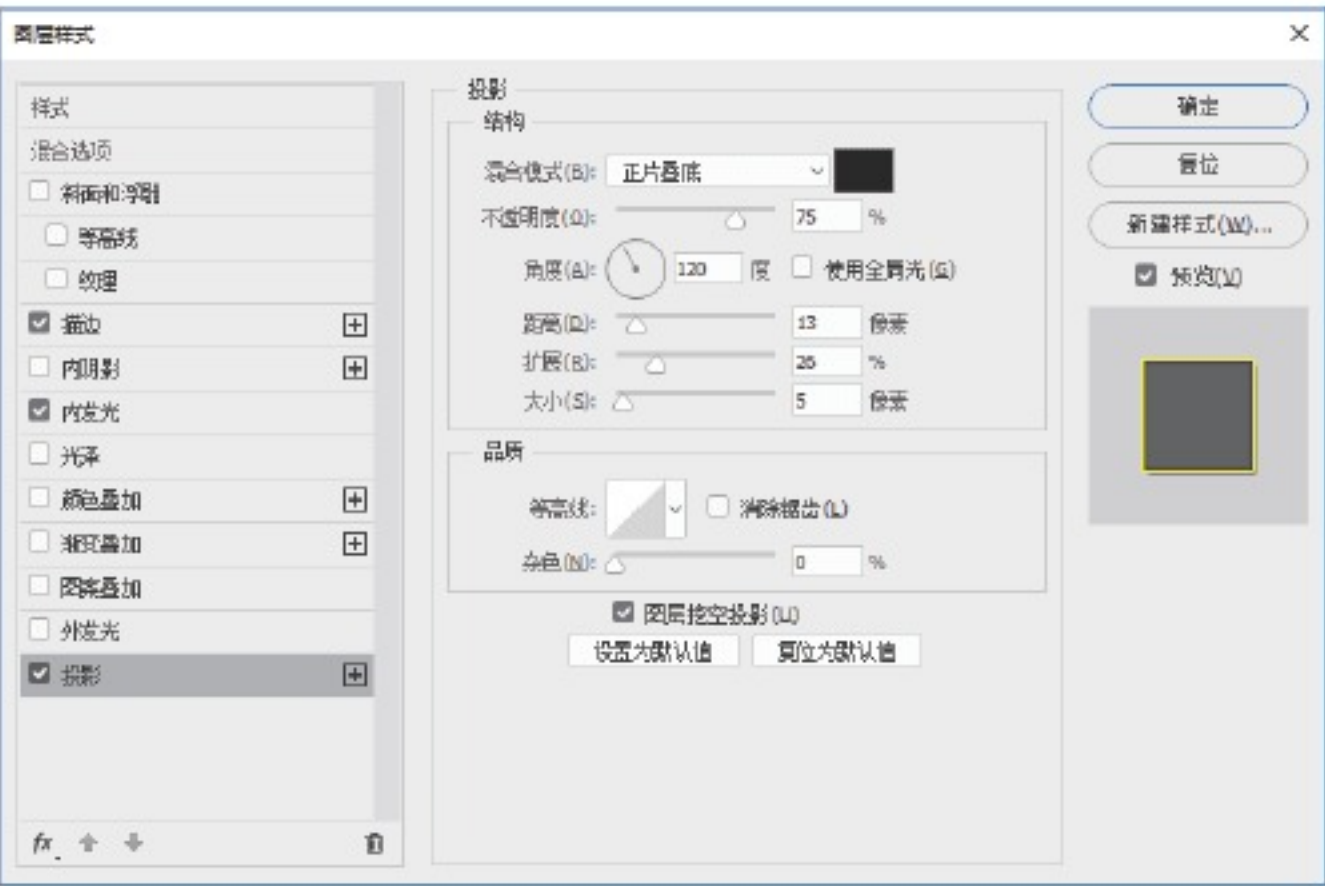 图层样式
样式
混合选项
斜面和浮雕
等高线
纹理
描边
内阴影
内发光
光泽
颜色叠加
渐变叠加
图案叠加
外发光
投影
fx
投影
结构
混合模式(B): 正片叠底
不透明度(O): 75 %
角度(A): 120 度 使用全局光(G)
距离(D): 13 像素
扩展(R): 26 %
大小(S): 5 像素
品质
等高线: 消除锯齿(L)
杂色(N): 0 %
图层挖空投影(U)
设置为默认值 复位为默认值
确定
复位
新建样式(W)...
预览(V)